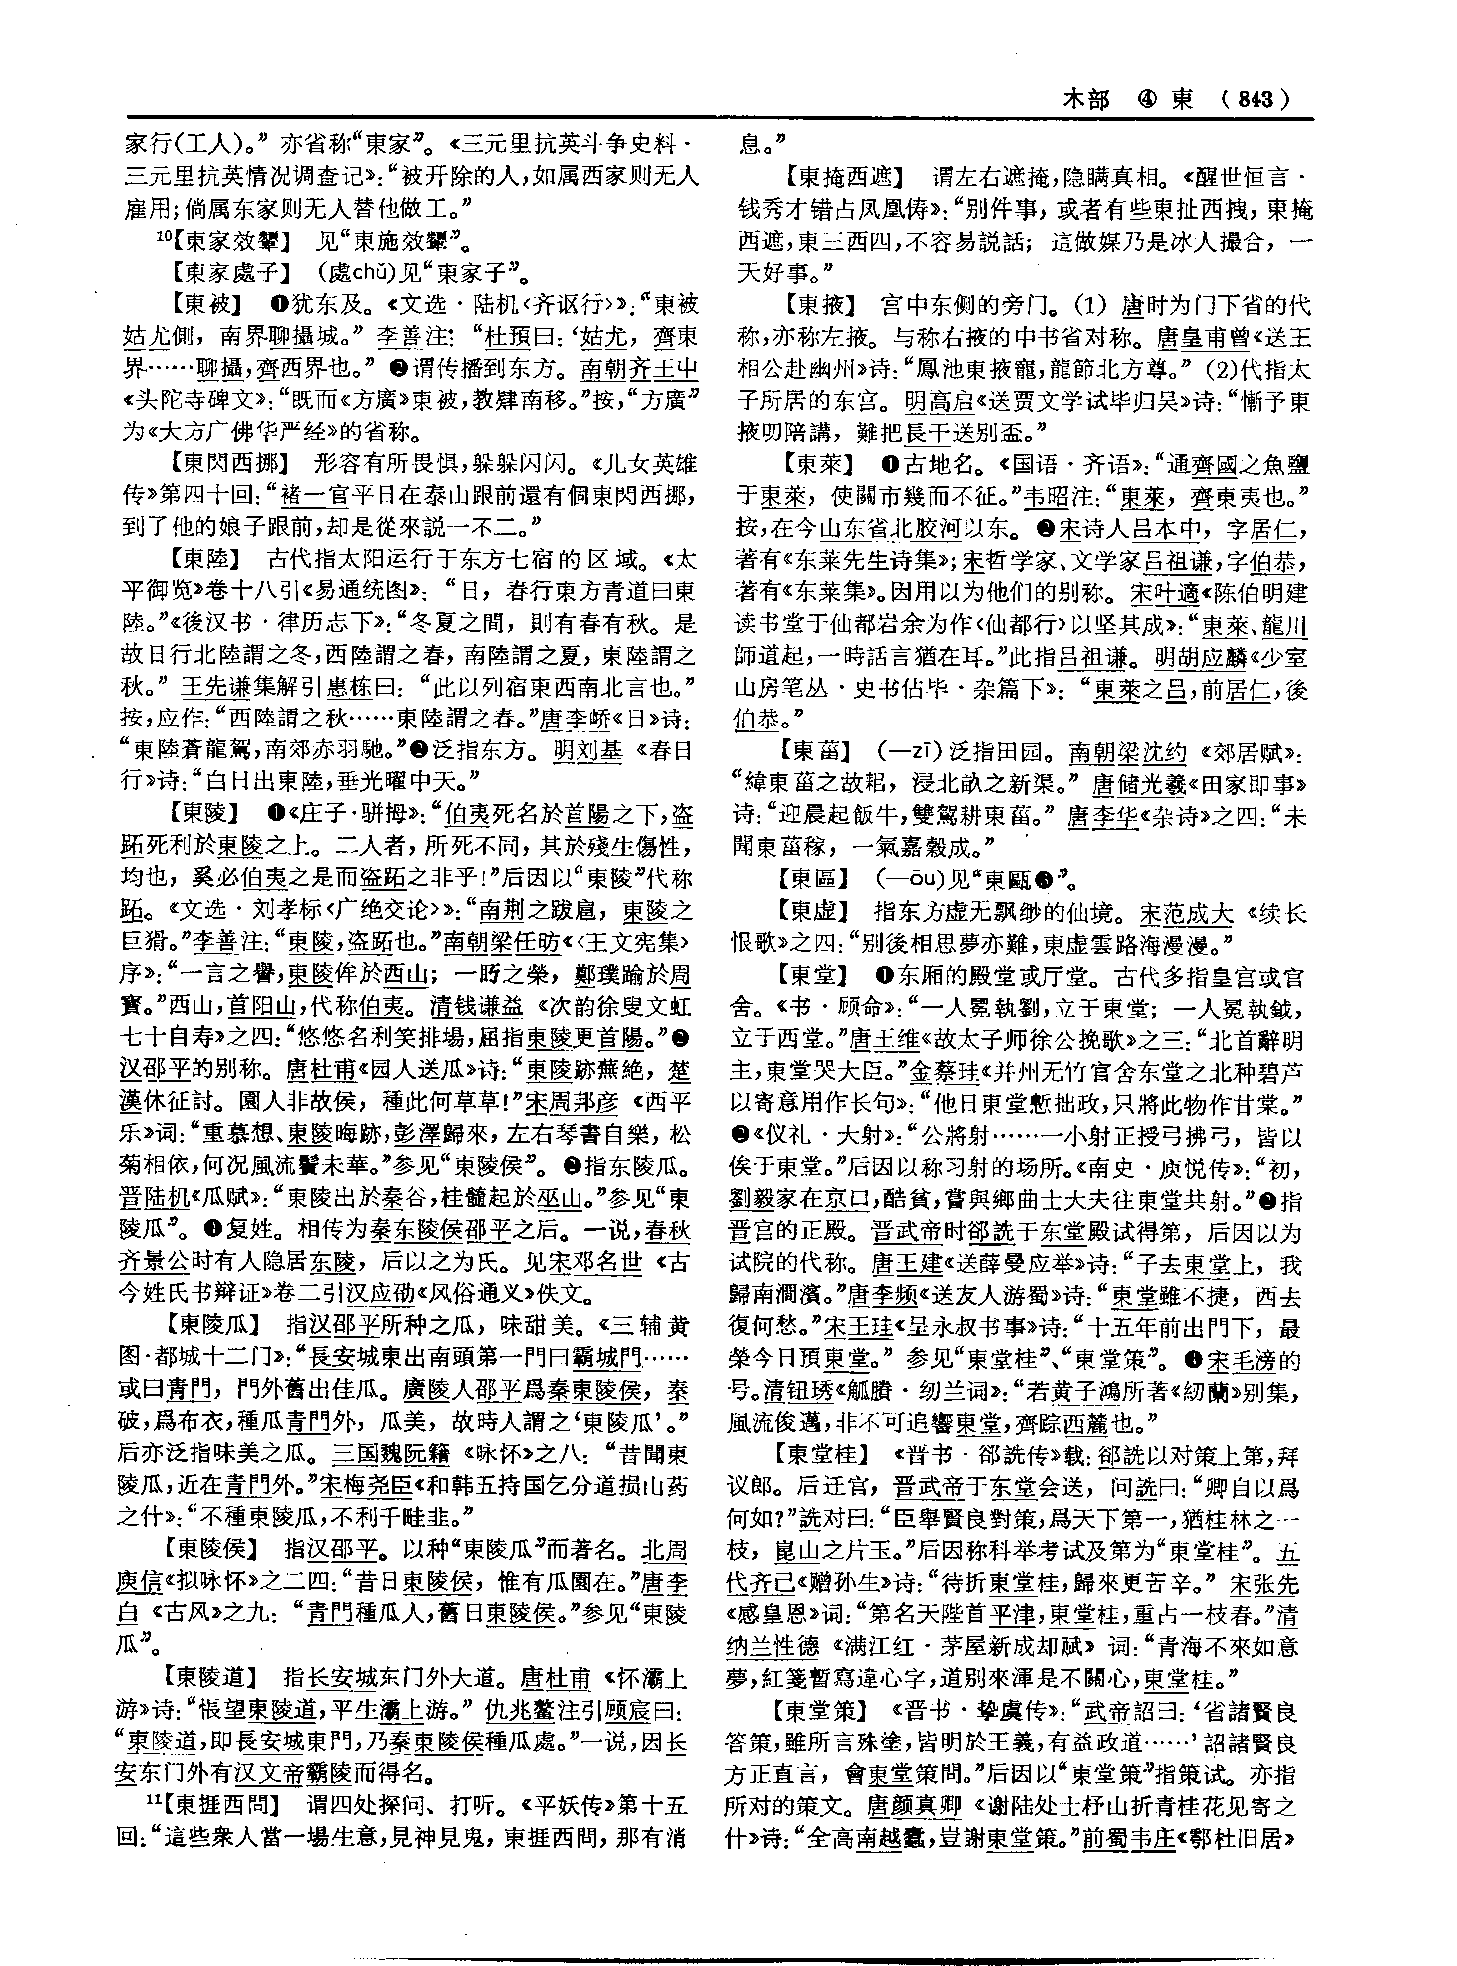 木部 ④ 東 (843)
家行(工人)。”亦省称“東家”。《三元里抗英斗争史料·
三元里抗英情况调查记》:“被开除的人,如属西家则无人
雇用;倘属东家则无人替他做工。”
10【東家效顰】 见“東施效顰”。
【東家處子】 (處chǔ)见“東家子”。
【東被】 ❶犹东及。《文选·陆机〈齐讴行〉》:“東被
姑尤側,南界聊攝城。”李善注:“杜預曰:‘姑尤,齊東
界……聊攝,齊西界也。”❷谓传播到东方。南朝齐王屮
《头陀寺碑文》:“既而《方廣》東被,教肄南移。”按,“方廣”
为《大方广佛华严经》的省称。
【東閃西挪】 形容有所畏惧,躲躲闪闪。《儿女英雄
传》第四十回:“褚一官平日在泰山跟前還有個東閃西挪,
到了他的娘子跟前,却是從來説一不二。”
【東陸】 古代指太阳运行于东方七宿的区域。《太
平御览》卷十八引《易通统图》:“日,春行東方青道曰東
陸。”《後汉书·律历志下》:“冬夏之間,則有春有秋。是
故日行北陸謂之冬,西陸謂之春,南陸謂之夏,東陸謂之
秋。”王先谦集解引惠栋曰:“此以列宿東西南北言也。”
按,应作:“西陸謂之秋……東陸謂之春。”唐李峤《日》诗:
“東陸蒼龍駕,南郊赤羽馳。”❷泛指东方。明刘基《春日
行》诗:“白日出東陸,垂光曜中天。”
【東陵】 ❶《庄子·骈拇》:“伯夷死名於首陽之下,盗
跖死利於東陵之上。二人者,所死不同,其於殘生傷性,
均也,奚必伯夷之是而盗跖之非乎!”后因以“東陵”代称
跖。《文选·刘孝标〈广绝交论〉》:“南荆之跋扈,東陵之
巨猾。”李善注:“東陵,盗跖也。”南朝梁任昉《〈王文宪集〉
序》:“一言之譽,東陵侔於西山;一眄之榮,鄭璞踰於周
寶。”西山,首阳山,代称伯夷。清钱谦益《次韵徐叟文虹
七十自寿》之四:“悠悠名利笑排場,屈指東陵更首陽。”❷
汉邵平的别称。唐杜甫《园人送瓜》诗:“東陵跡蕪絶,楚
漢休征討。園人非故侯,種此何草草!”宋周邦彦《西平
乐》词:“重慕想、東陵晦跡,彭澤歸來,左右琴書自樂,松
菊相依,何况風流鬢未華。”参见“東陵侯”。❸指东陵瓜。
晋陆机《瓜赋》:“東陵出於秦谷,桂髓起於巫山。”参见“東
陵瓜”。❹复姓。相传为秦东陵侯邵平之后。一说,春秋
齐景公时有人隐居东陵,后以之为氏。见宋邓名世《古
今姓氏书辩证》卷二引汉应劭《风俗通义》佚文。
【東陵瓜】 指汉邵平所种之瓜,味甜美。《三辅黄
图·都城十二门》:“長安城東出南頭第一門曰霸城門……
或曰青門,門外舊出佳瓜。廣陵人邵平爲秦東陵侯,秦
破,爲布衣,種瓜青門外,瓜美,故時人謂之‘東陵瓜’。”
后亦泛指味美之瓜。三国魏阮籍《咏怀》之八:“昔聞東
陵瓜,近在青門外。”宋梅尧臣《和韩五持国乞分道损山药
之什》:“不種東陵瓜,不利千畦韭。”
【東陵侯】 指汉邵平。以种“東陵瓜”而著名。北周
庾信《拟咏怀》之二四:“昔日東陵侯,惟有瓜園在。”唐李
白《古风》之九:“青門種瓜人,舊日東陵侯。”参见“東陵
瓜”。
【東陵道】 指长安城东门外大道。唐杜甫《怀灞上
游》诗:“悵望東陵道,平生灞上游。”仇兆鳌注引顾宸曰:
“東陵道,即長安城東門,乃秦東陵侯種瓜處。”一说,因长
安东门外有汉文帝霸陵而得名。
11【東捱西問】 谓四处探问、打听。《平妖传》第十五
回:“這些衆人當一場生意,見神見鬼,東捱西問,那有消
息。”
【東掩西遮】 谓左右遮掩,隐瞒真相。《醒世恒言·
钱秀才错占凤凰俦》:“别件事,或者有些東扯西拽,東掩
西遮,東三西四,不容易説話;這做媒乃是冰人撮合,一
天好事。”
【東掖】 宫中东侧的旁门。(1)唐时为门下省的代
称,亦称左掖。与称右掖的中书省对称。唐皇甫曾《送王
相公赴幽州》诗:“鳳池東掖寵,龍節北方尊。”(2)代指太
子所居的东宫。明高启《送贾文学试毕归吴》诗:“慚予東
掖叨陪講,難把長干送别盃。”
【東萊】 ❶古地名。《国语·齐语》:“通齊國之魚鹽
于東萊,使關市幾而不征。”韦昭注:“東萊,齊東夷也。”
按,在今山东省北胶河以东。❷宋诗人吕本中,字居仁,
著有《东莱先生诗集》;宋哲学家、文学家吕祖谦,字伯恭,
著有《东莱集》。因用以为他们的别称。宋叶適《陈伯明建
读书堂于仙都岩余为作〈仙都行〉以坚其成》:“東萊、龍川
師道起,一時話言猶在耳。”此指吕祖谦。明胡应麟《少室
山房笔丛·史书佔毕·杂篇下》:“東萊之吕,前居仁,後
伯恭。”
【東菑】 (—zī)泛指田园。南朝梁沈约《郊居赋》:
“緯東菑之故耜,浸北畝之新渠。”唐储光羲《田家即事》
诗:“迎晨起飯牛,雙駕耕東菑。”唐李华《杂诗》之四:“未
聞東菑稼,一氣嘉穀成。”
【東區】 (—ōu)见“東甌❸”。
【東虚】 指东方虚无飘缈的仙境。宋范成大《续长
恨歌》之四:“别後相思夢亦難,東虚雲路海漫漫。”
【東堂】 ❶东厢的殿堂或厅堂。古代多指皇宫或官
舍。《书·顾命》:“一人冕執劉,立于東堂;一人冕執鉞,
立于西堂。”唐王维《故太子师徐公挽歌》之三:“北首辭明
主,東堂哭大臣。”金蔡珪《并州无竹官舍东堂之北种碧芦
以寄意用作长句》:“他日東堂慙拙政,只將此物作甘棠。”
❷《仪礼·大射》:“公將射……一小射正授弓拂弓,皆以
俟于東堂。”后因以称习射的场所。《南史·庾悦传》:“初,
劉毅家在京口,酷貧,嘗與鄉曲士大夫往東堂共射。”❸指
晋宫的正殿。晋武帝时郤詵于东堂殿试得第,后因以为
试院的代称。唐王建《送薛曼应举》诗:“子去東堂上,我
歸南澗濱。”唐李频《送友人游蜀》诗:“東堂雖不捷,西去
復何愁。”宋王珪《呈永叔书事》诗:“十五年前出門下,最
榮今日預東堂。”参见“東堂桂”、“東堂策”。❹宋毛滂的
号。清钮琇《觚賸·纫兰词》:“若黄子鴻所著《紉蘭》别集,
風流俊邁,非不可追響東堂,齊踪西麓也。”
【東堂桂】 《晋书·郤詵传》载:郤詵以对策上第,拜
议郎。后迁官,晋武帝于东堂会送,问詵曰:“卿自以爲
何如?”詵对曰:“臣舉賢良對策,爲天下第一,猶桂林之一
枝,崑山之片玉。”后因称科举考试及第为“東堂桂”。五
代齐己《赠孙生》诗:“待折東堂桂,歸來更苦辛。”宋张先
《感皇恩》词:“第名天陛首平津,東堂桂,重占一枝春。”清
纳兰性德《满江红·茅屋新成却赋》词:“青海不來如意
夢,紅箋暫寫違心字,道别來渾是不關心,東堂桂。”
【東堂策】 《晋书·挚虞传》:“武帝詔曰:‘省諸賢良
答策,雖所言殊塗,皆明於王義,有益政道……’詔諸賢良
方正直言,會東堂策問。”后因以“東堂策”指策试。亦指
所对的策文。唐颜真卿《谢陆处士杼山折青桂花见寄之
什》诗:“全高南越蠹,豈謝東堂策。”前蜀韦庄《鄠杜旧居》